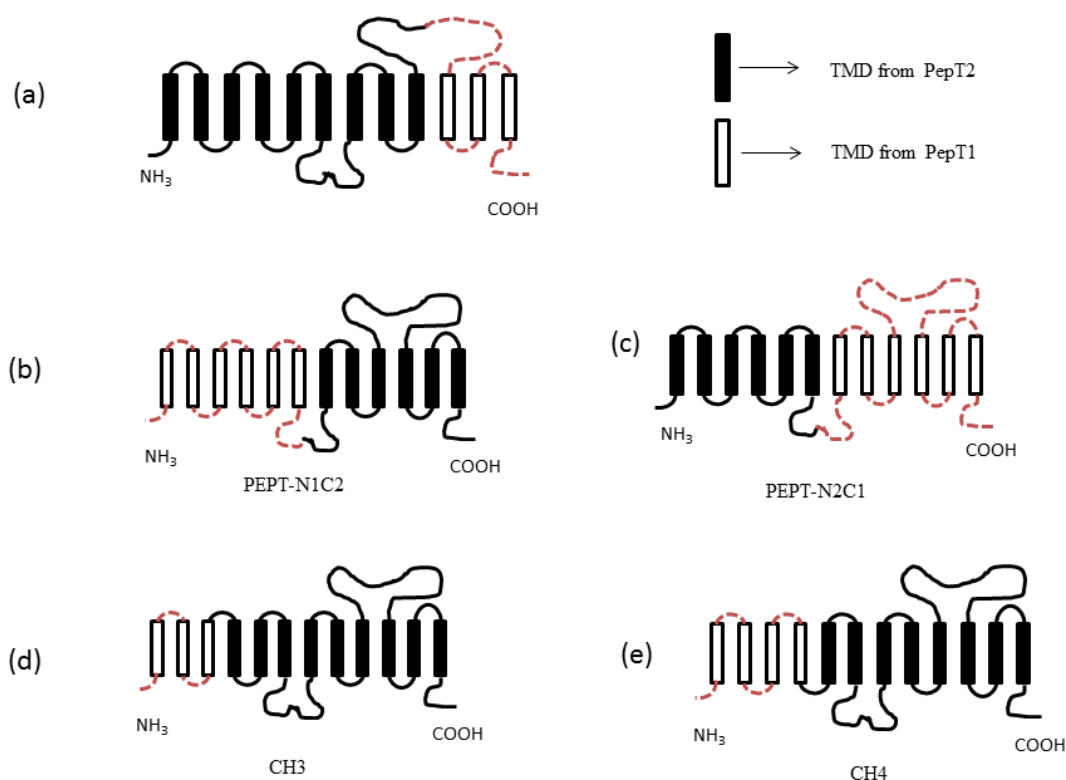 (a)
NH3
COOH
TMD from PepT2
TMD from PepT1
(b)
NH3
COOH
PEPT-N1C2
(c)
NH3
COOH
PEPT-N2C1
(d)
NH3
COOH
CH3
(e)
NH3
COOH
CH4